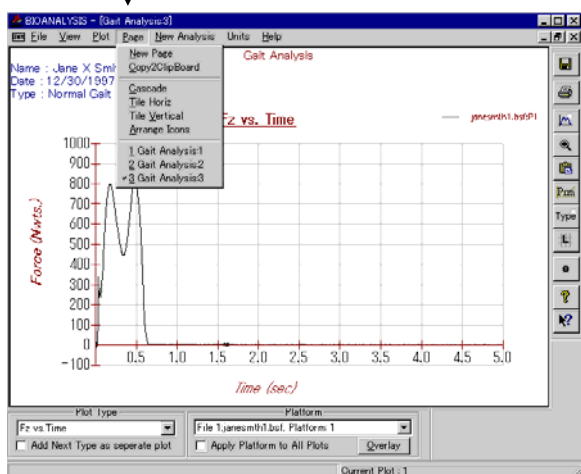 BIOANALYSIS - [Gait Analysis:3]
File View Plot Page New Analysis Units Help
Name : Jane X Smi
Date : 12/30/1997
Type : Normal Gait
Gait Analysis
New Page
Copy2ClipBoard
Cascade
Tile Horiz
Tile Vertical
Arrange Icons
1 Gait Analysis:1
2 Gait Analysis:2
✓3 Gait Analysis:3
Fz vs. Time
janesmth1.bsf:P1
Force (Nwts.)
1000
900
800
700
600
500
400
300
200
100
0
-100
0.5 1.0 1.5 2.0 2.5 3.0 3.5 4.0 4.5 5.0
Time (sec)
Type
L
Plot Type
Fz vs.Time
Add Next Type as seperate plot
Platform
File 1,janesmth1.bsf, Platform: 1
Apply Platform to All Plots
Overlay
Current Plot : 1